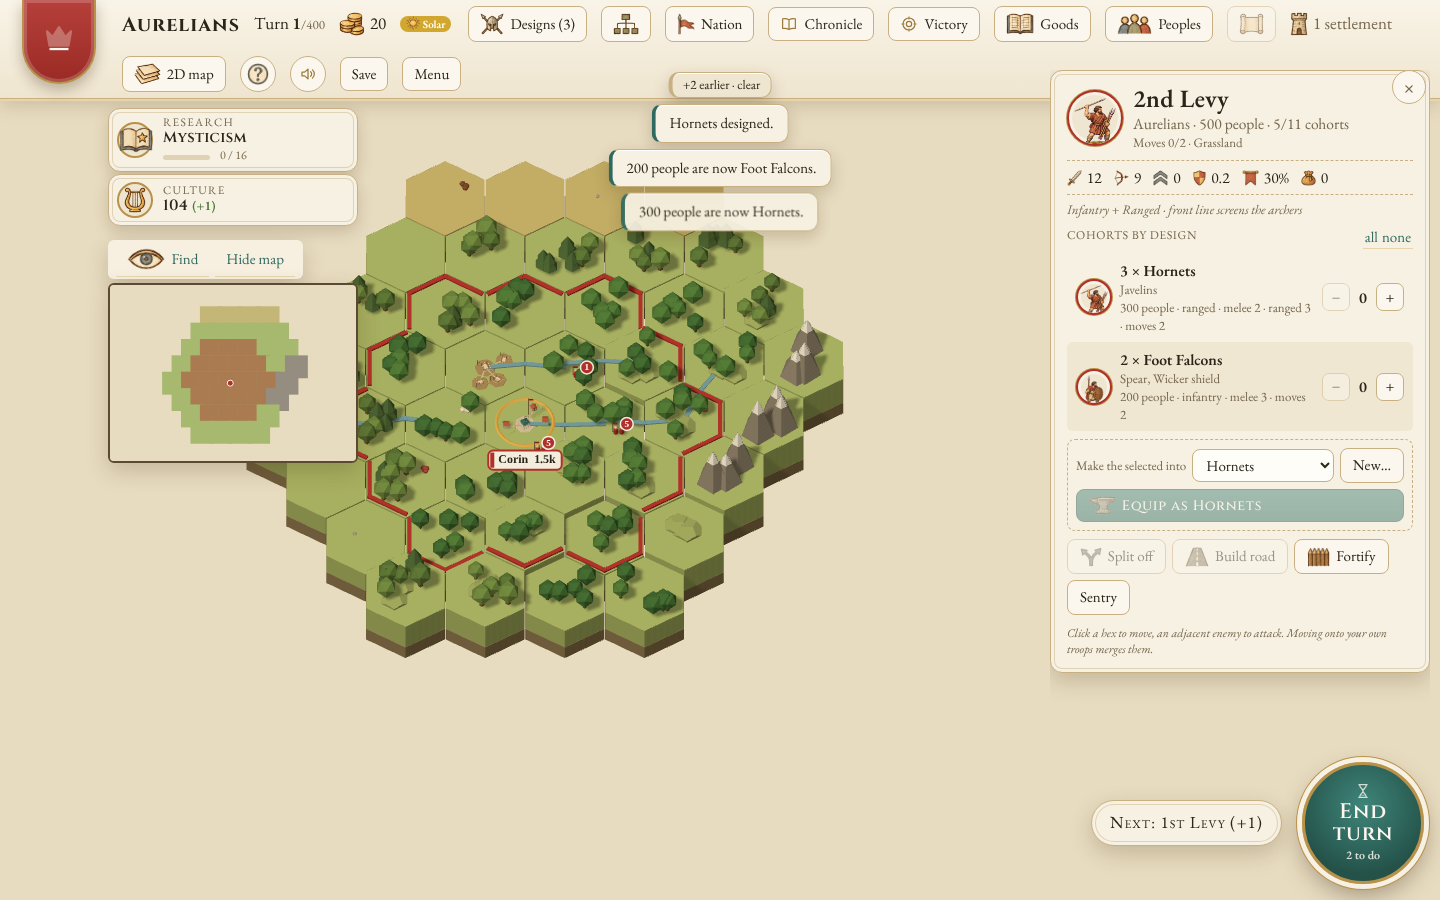 AURELIANS
Turn 1/400
20
Solar
Designs (3)
Nation
Chronicle
Victory
Goods
Peoples
1 settlement
2D map
?
Save
Menu
+2 earlier · clear
Hornets designed.
200 people are now Foot Falcons.
300 people are now Hornets.
RESEARCH
MYSTICISM
0 / 16
CULTURE
104 (+1)
Find
Hide map
1
5
5
Corin 1.5k
×
2nd Levy
Aurelians · 500 people · 5/11 cohorts
Moves 0/2 · Grassland
12 9 0 0.2 30% 0
Infantry + Ranged · front line screens the archers
COHORTS BY DESIGN
all none
3 × Hornets
Javelins
300 people · ranged · melee 2 · ranged 3
· moves 2
− 0 +
2 × Foot Falcons
Spear, Wicker shield
200 people · infantry · melee 3 · moves
2
− 0 +
Make the selected into
Hornets
New...
EQUIP AS HORNETS
Split off
Build road
Fortify
Sentry
Click a hex to move, an adjacent enemy to attack. Moving onto your own
troops merges them.
NEXT: 1ST LEVY (+1)
END
TURN
2 to do